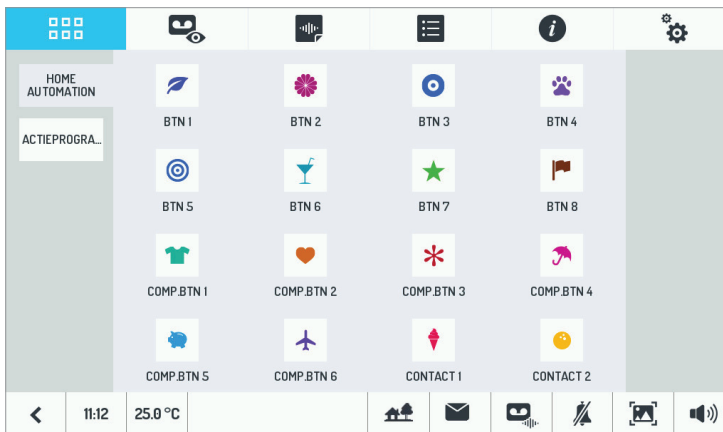 HOME
AUTOMATION
ACTIEPROGRA...
BTN 1
BTN 2
BTN 3
BTN 4
BTN 5
BTN 6
BTN 7
BTN 8
COMP.BTN 1
COMP.BTN 2
COMP.BTN 3
COMP.BTN 4
COMP.BTN 5
COMP.BTN 6
CONTACT 1
CONTACT 2
11:12
25.0 °C